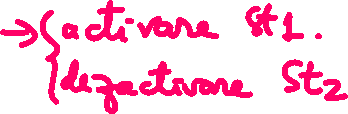 → { activare St1.
dezactivare St2